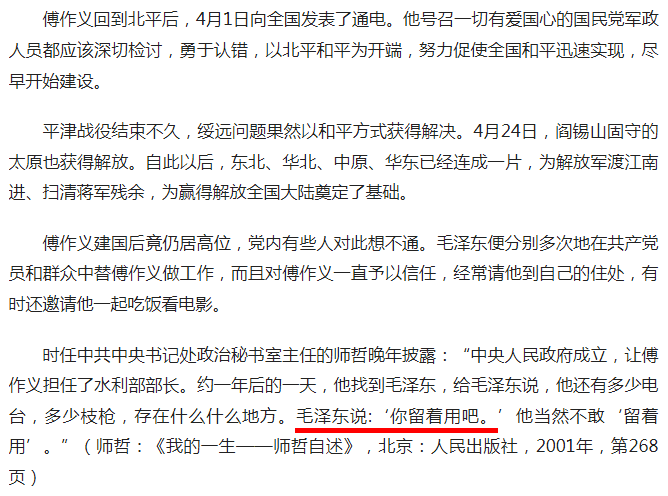 傅作义回到北平后，4月1日向全国发表了通电。他号召一切有爱国心的国民党军政
人员都应该深切检讨，勇于认错，以北平和平为开端，努力促使全国和平迅速实现，尽
早开始建设。
平津战役结束不久，绥远问题果然以和平方式获得解决。4月24日，阎锡山固守的
太原也获得解放。自此以后，东北、华北、中原、华东已经连成一片，为解放军渡江南
进、扫清蒋军残余，为赢得解放全国大陆奠定了基础。
傅作义建国后竟仍居高位，党内有些人对此想不通。毛泽东便分别多次地在共产党
员和群众中替傅作义做工作，而且对傅作义一直予以信任，经常请他到自己的住处，有
时还邀请他一起吃饭看电影。
时任中共中央书记处政治秘书室主任的师哲晚年披露：“中央人民政府成立，让傅
作义担任了水利部部长。约一年后的一天，他找到毛泽东，给毛泽东说，他还有多少电
台，多少枝枪，存在什么什么地方。毛泽东说:‘你留着用吧。’他当然不敢‘留着
用’。”（师哲：《我的一生——师哲自述》，北京：人民出版社，2001年，第268
页）